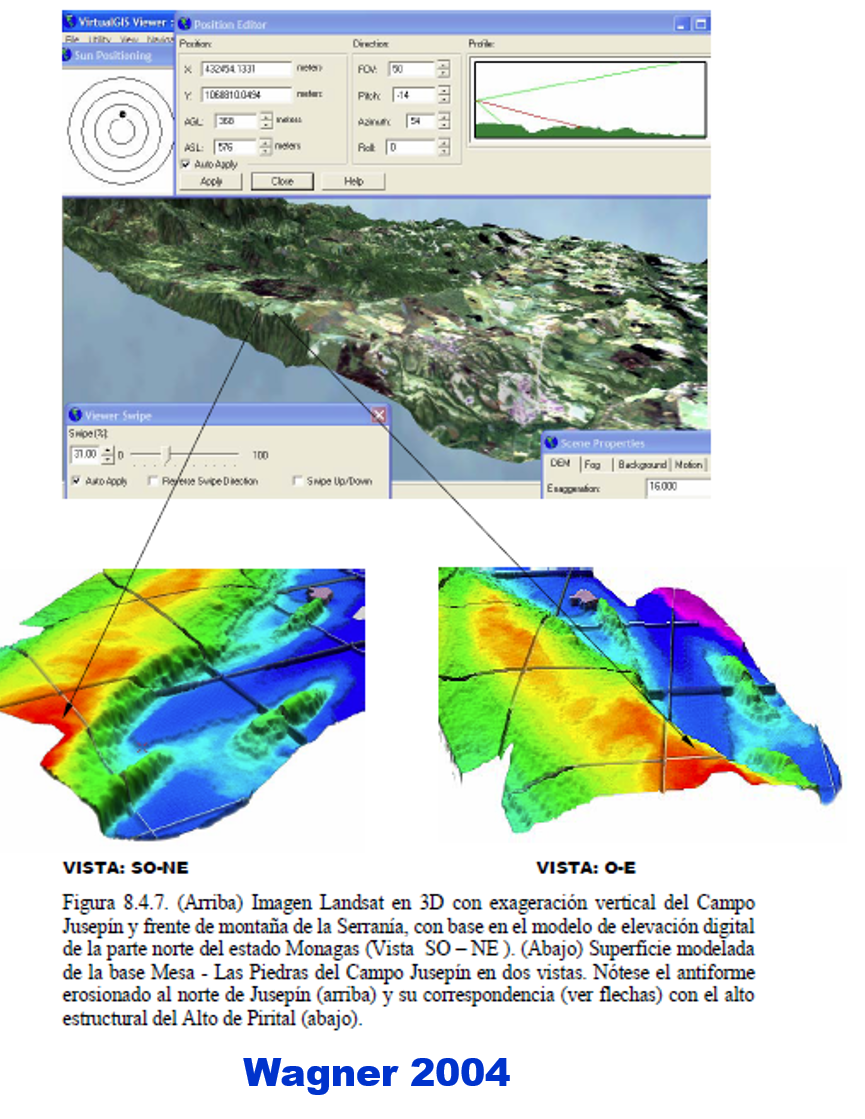 VirtualGIS Viewer :
Position Editor
File Utility View Naviga
Sun Positioning
Position:
Direction:
Profile:
X: 432454.1331 meters
FOV: 50
Y: 1068810.0494 meters
Pitch: -14
AGL: 360 meters
Azimuth: 54
ASL: 576 meters
Roll: 0
Auto Apply
Apply Close Help
Viewer Swipe
Swipe (%):
31.00 0 100
Auto Apply Reverse Swipe Direction Swipe Up/Down
Scene Properties
DEM Fog Background Motion
Exaggeration: 16.000
VISTA: SO-NE
VISTA: O-E
Figura 8.4.7. (Arriba) Imagen Landsat en 3D con exageración vertical del Campo
Jusepín y frente de montaña de la Serranía, con base en el modelo de elevación digital
de la parte norte del estado Monagas (Vista SO – NE ). (Abajo) Superficie modelada
de la base Mesa - Las Piedras del Campo Jusepín en dos vistas. Nótese el antiforme
erosionado al norte de Jusepín (arriba) y su correspondencia (ver flechas) con el alto
estructural del Alto de Pirital (abajo).
Wagner 2004